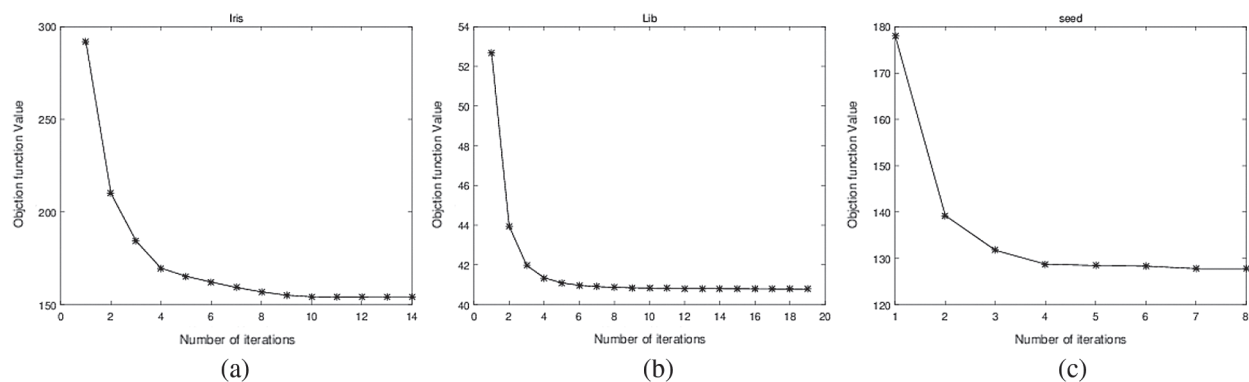 Iris
300
250
200
150
0 2 4 6 8 10 12 14
Objction function Value
Number of iterations
(a)
Lib
54
52
50
48
46
44
42
40
0 2 4 6 8 10 12 14 16 18 20
Objction function Value
Number of iterations
(b)
seed
180
170
160
150
140
130
120
1 2 3 4 5 6 7 8
Objction function Value
Number of iterations
(c)